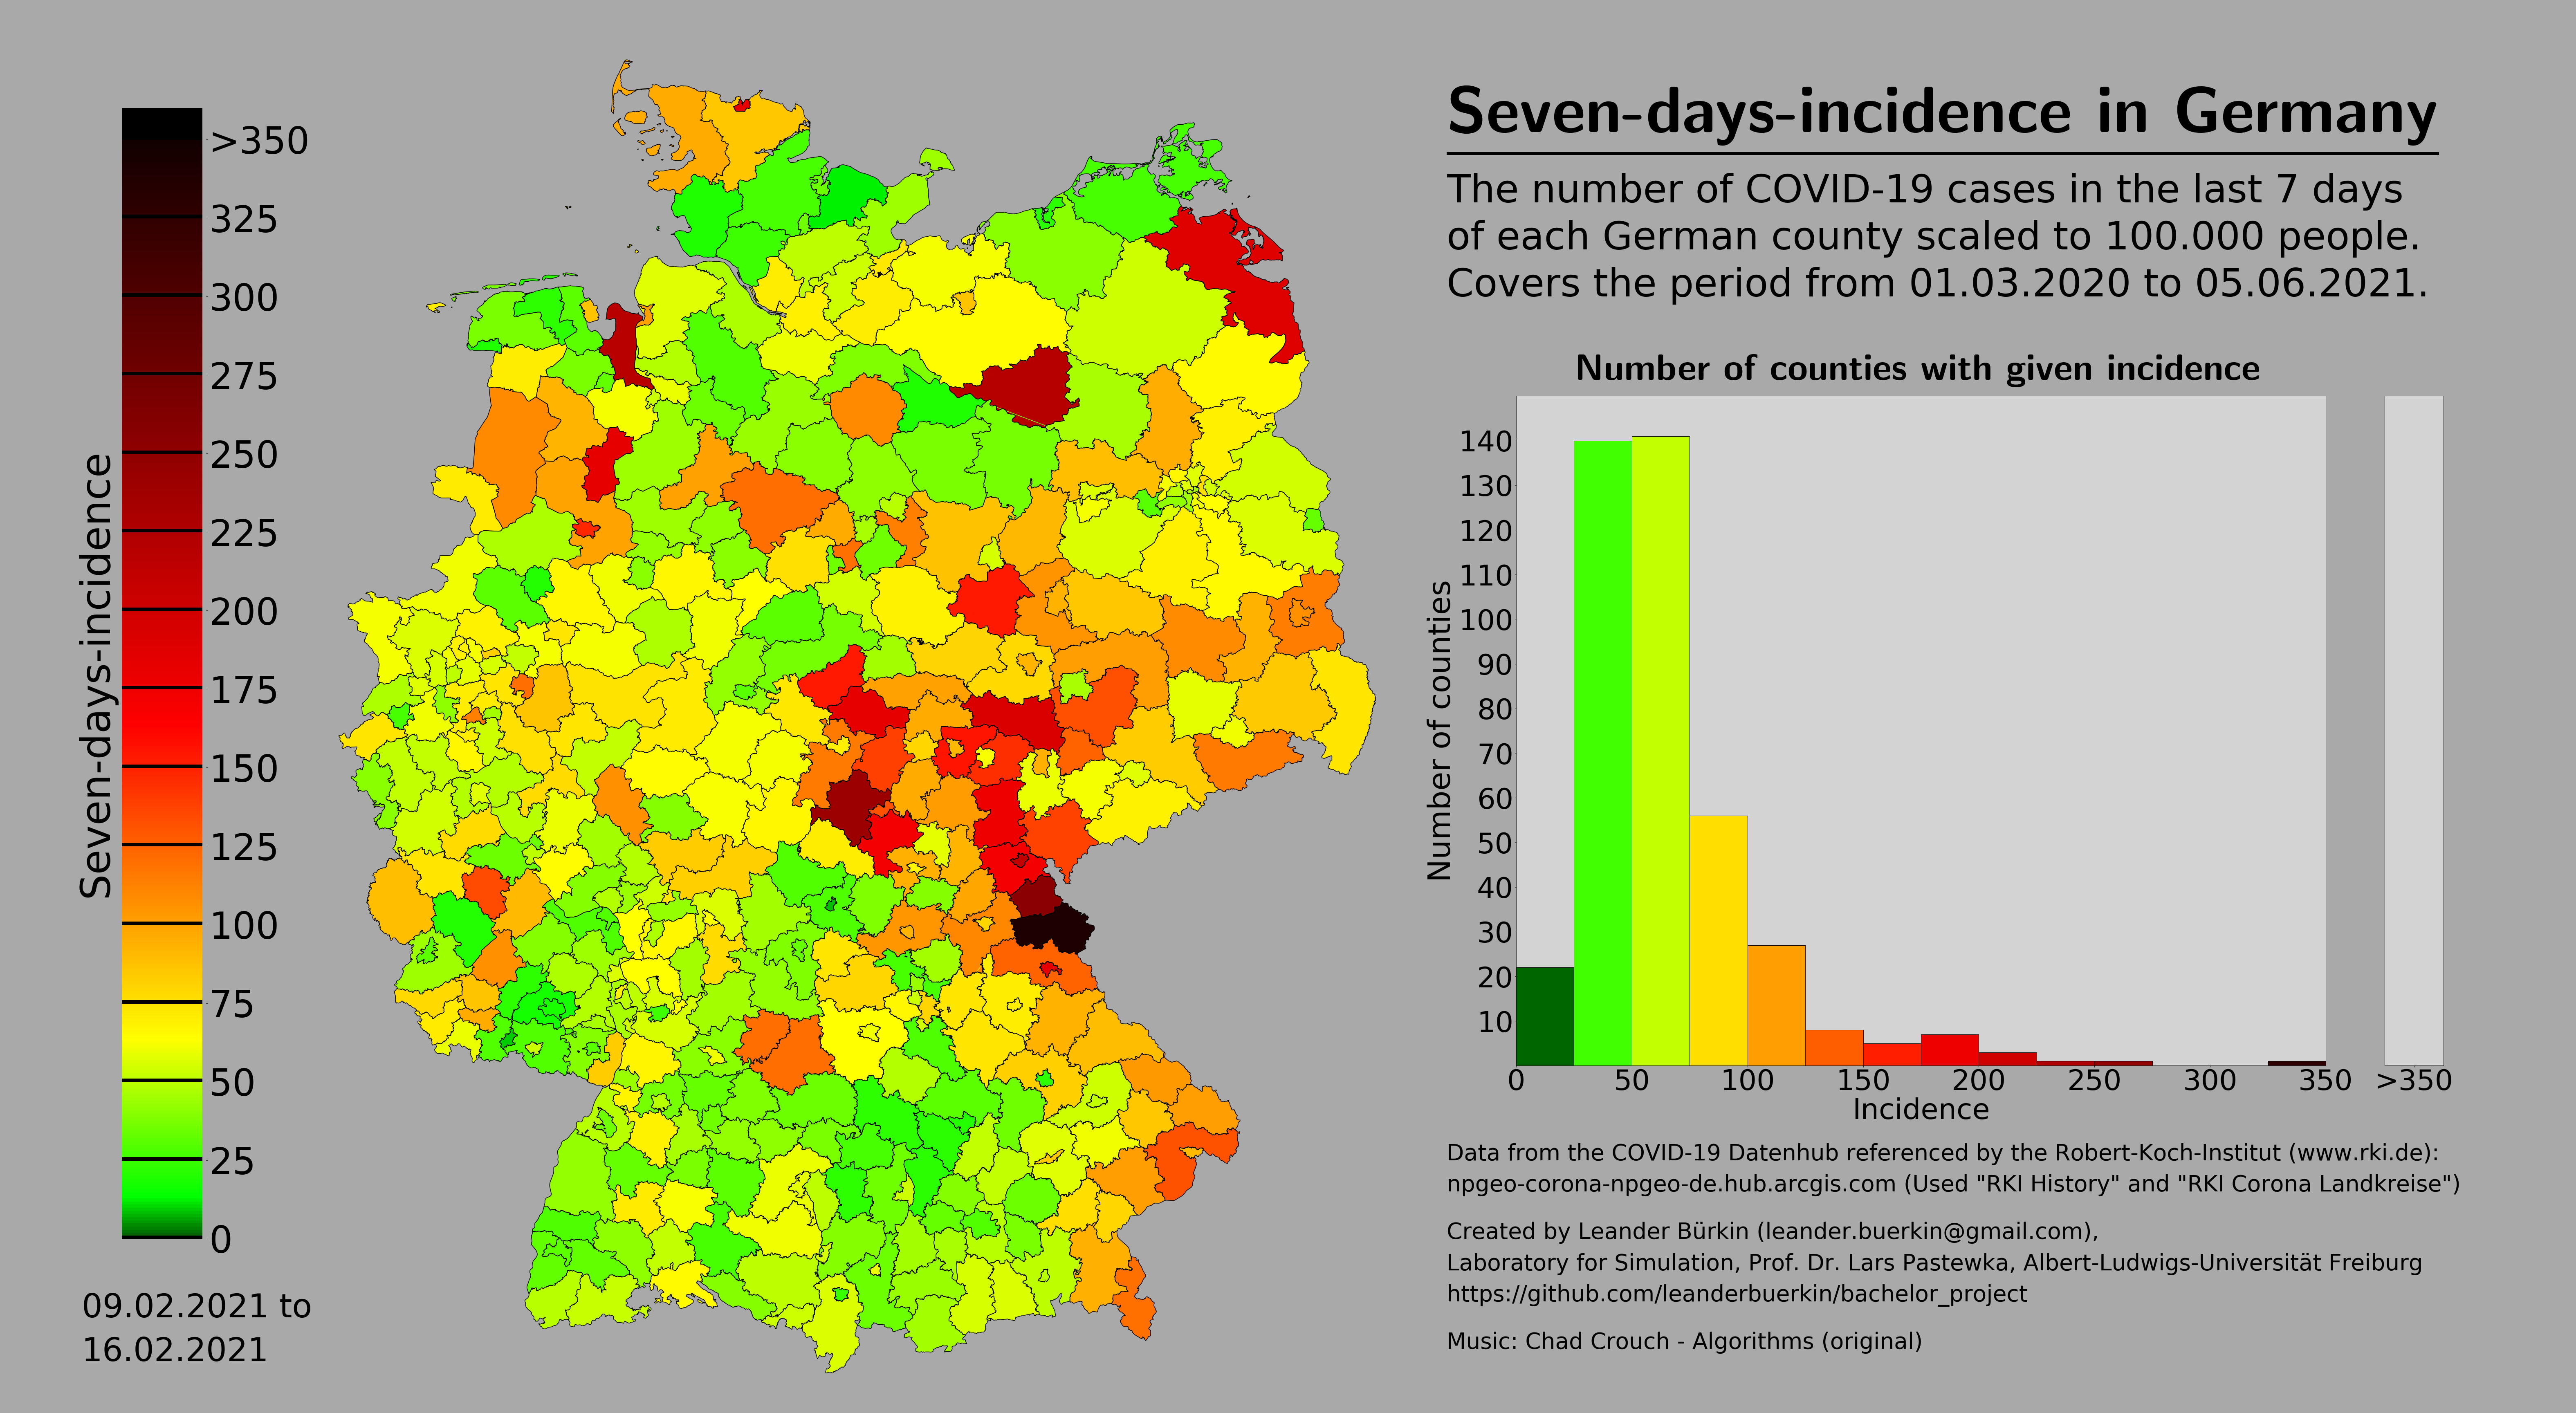 Seven-days-incidence in Germany
The number of COVID-19 cases in the last 7 days
of each German county scaled to 100.000 people.
Covers the period from 01.03.2020 to 05.06.2021.
Seven-days-incidence
>350
325
300
275
250
225
200
175
150
125
100
75
50
25
0
09.02.2021 to
16.02.2021
Number of counties with given incidence
Number of counties
140
130
120
110
100
90
80
70
60
50
40
30
20
10
0 50 100 150 200 250 300 350 >350
Incidence
Data from the COVID-19 Datenhub referenced by the Robert-Koch-Institut (www.rki.de):
npgeo-corona-npgeo-de.hub.arcgis.com (Used "RKI History" and "RKI Corona Landkreise")
Created by Leander Bürkin (leander.buerkin@gmail.com),
Laboratory for Simulation, Prof. Dr. Lars Pastewka, Albert-Ludwigs-Universität Freiburg
https://github.com/leanderbuerkin/bachelor_project
Music: Chad Crouch - Algorithms (original)